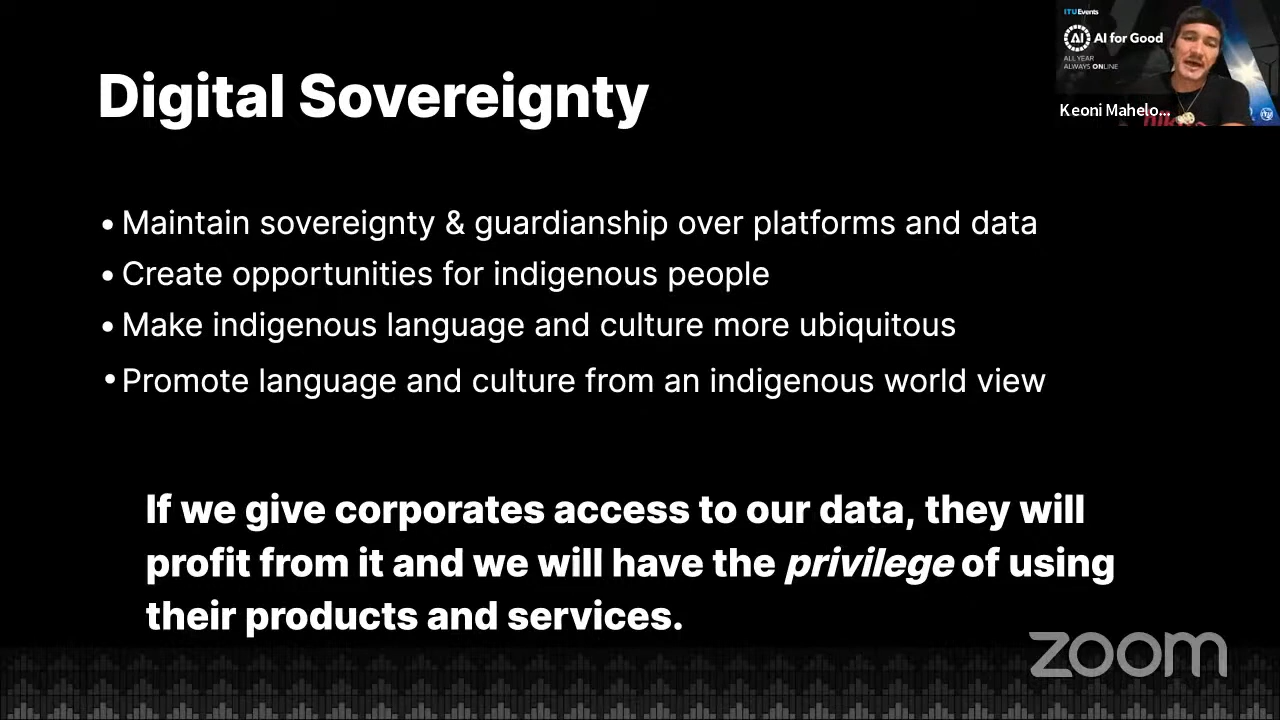 Digital Sovereignty
• Maintain sovereignty & guardianship over platforms and data
• Create opportunities for indigenous people
• Make indigenous language and culture more ubiquitous
• Promote language and culture from an indigenous world view
If we give corporates access to our data, they will
profit from it and we will have the privilege of using
their products and services.
ITUEvents
AI
AI for Good
ALL YEAR
ALWAYS ONLINE
Keoni Mahelo...
zoom